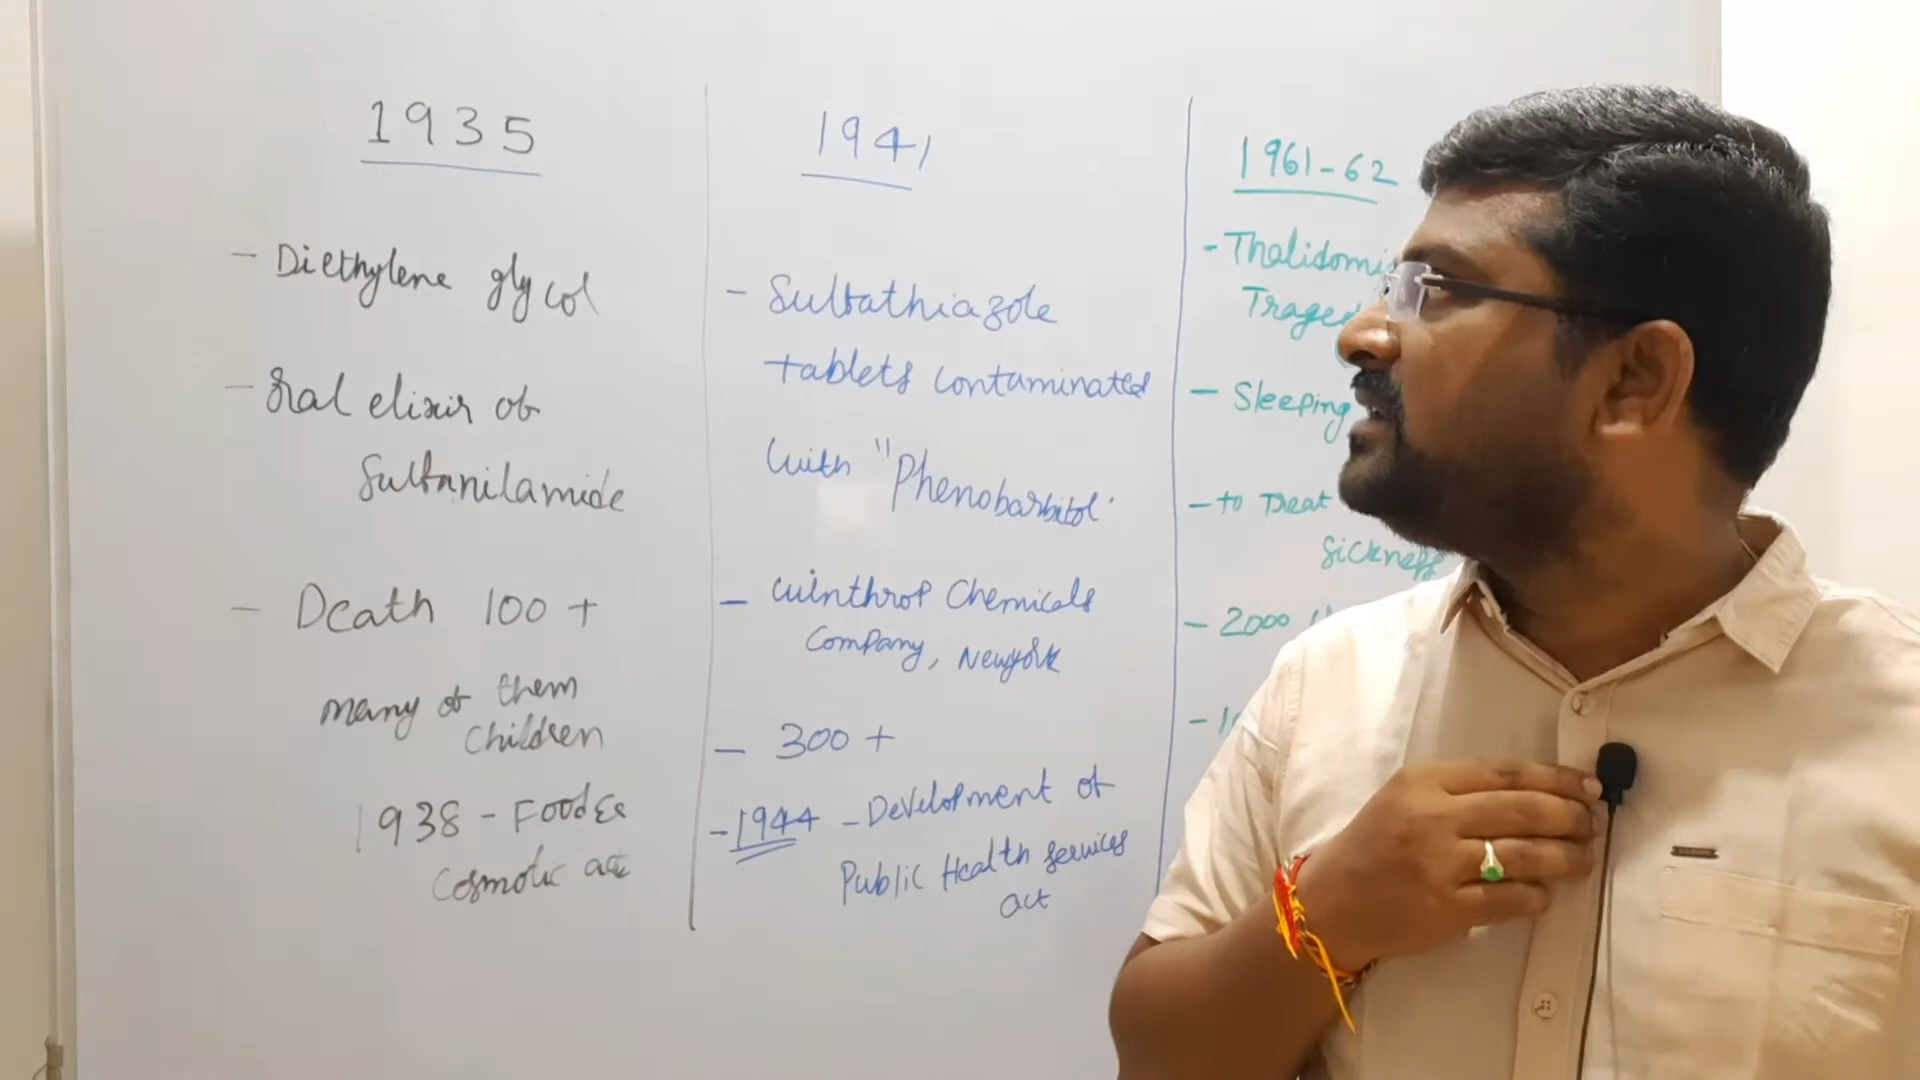 1935
- Diethylene glycol
- Oral elixir of
Sulfanilamide
- Death 100 +
many of them
children
1938 - Food &
Cosmetic act
1941
- Sulfathiazole
tablets contaminated
with "Phenobarbitol"
- Winthrop Chemicals
Company, Newyork
- 300 +
- 1944 - Development of
Public Health services
act
1961-62
- Thalidomi
Traged
- Sleeping
- to Treat
Sickness
- 2000